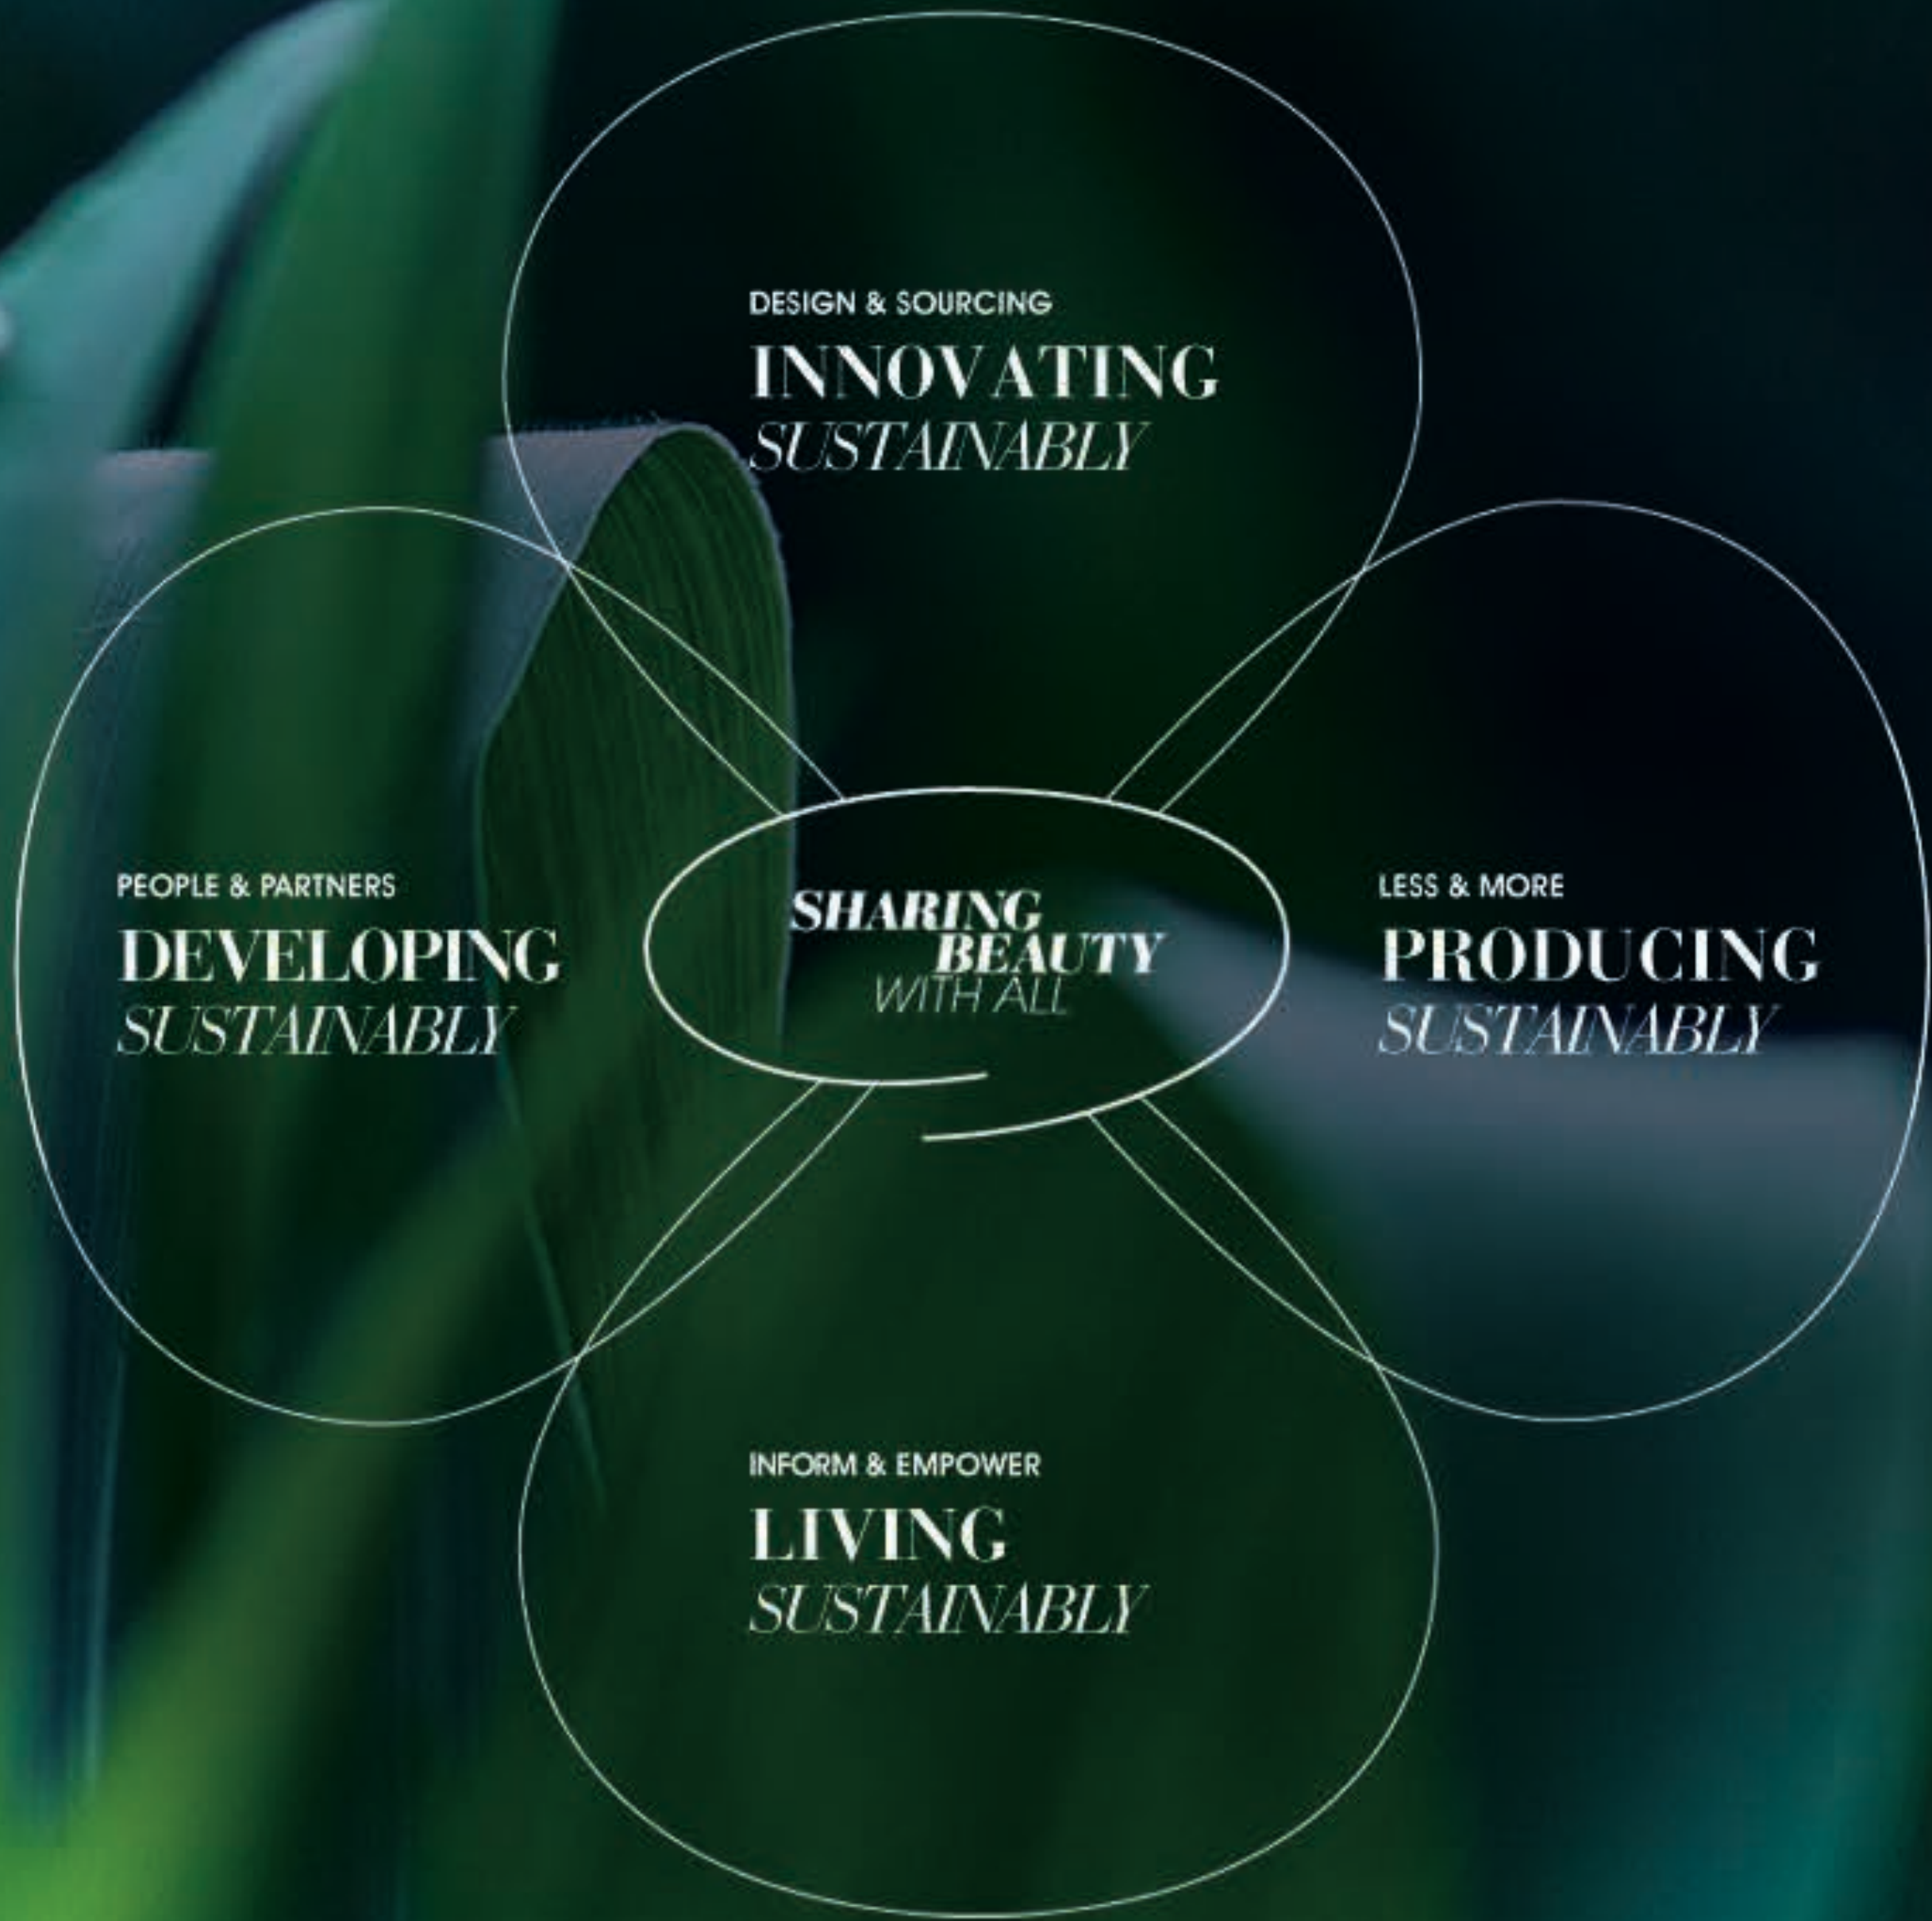 DESIGN & SOURCING
INNOVATING
SUSTAINABLY
PEOPLE & PARTNERS
DEVELOPING
SUSTAINABLY
SHARING
BEAUTY
WITH ALL
LESS & MORE
PRODUCING
SUSTAINABLY
INFORM & EMPOWER
LIVING
SUSTAINABLY